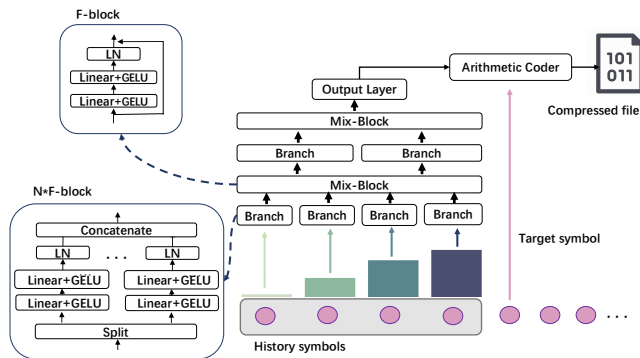 F-block
LN
Linear+GELU
Linear+GELU
N*F-block
Concatenate
LN ... LN
Linear+GELU Linear+GELU
Linear+GELU Linear+GELU
Split
Output Layer
Mix-Block
Branch Branch
Mix-Block
Branch Branch Branch Branch
History symbols
Arithmetic Coder
101
011
Compressed file
Target symbol
...